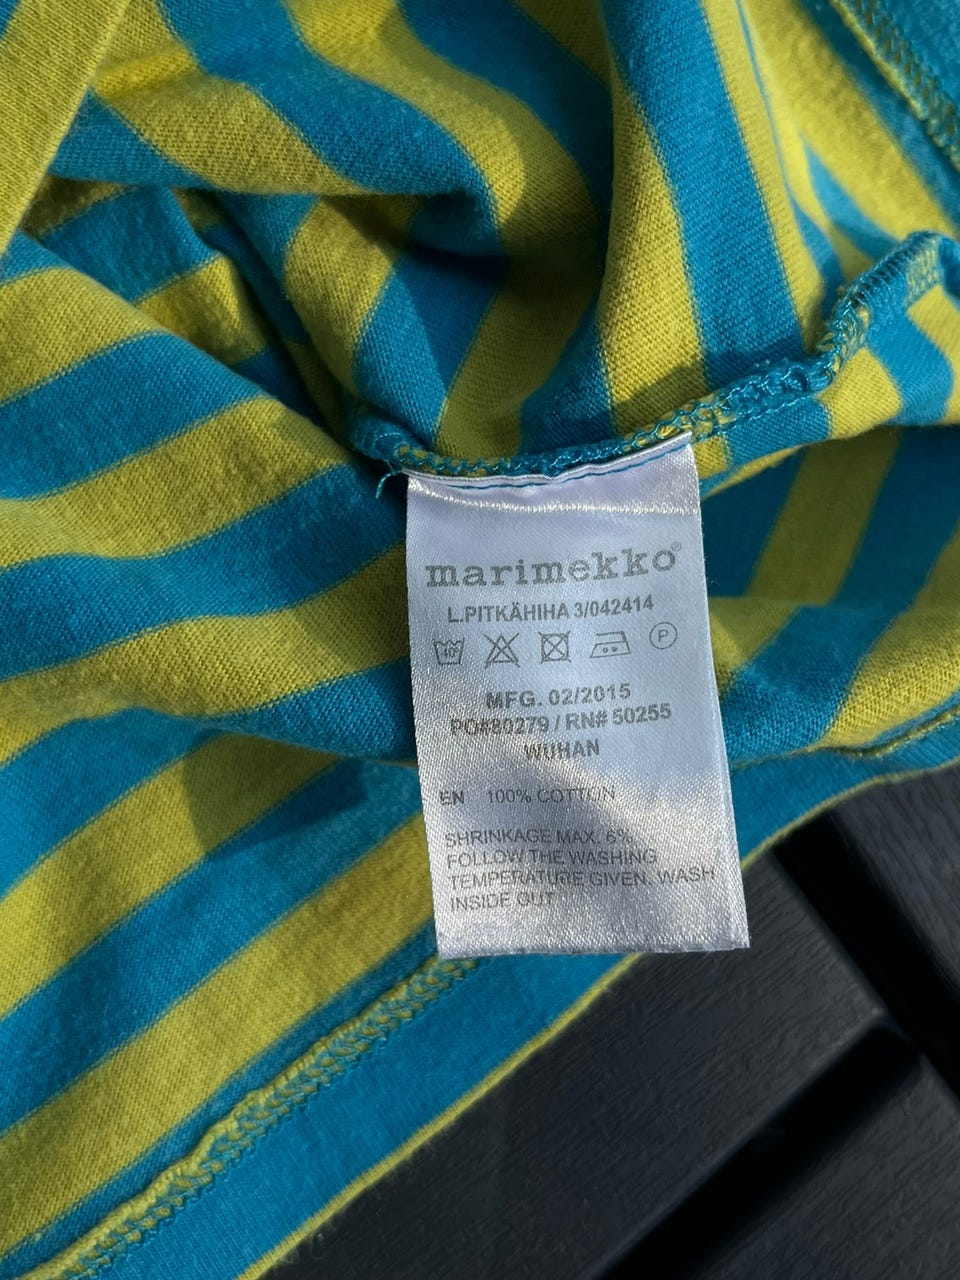 marimekko®
L.PITKÄHIHA 3/042414
40° P
MFG. 02/2015
PO#80279 / RN# 50255
WUHAN
EN 100% COTTON
SHRINKAGE MAX. 6%.
FOLLOW THE WASHING
TEMPERATURE GIVEN. WASH
INSIDE OUT